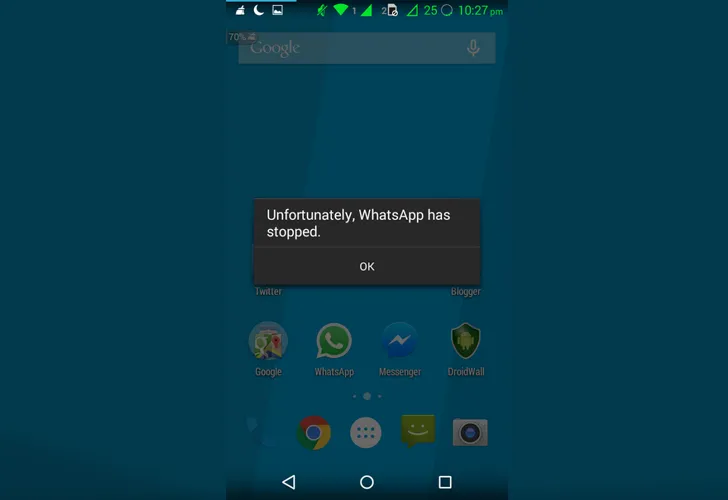 1 2 25 10:27 pm
70%
Google
Unfortunately, WhatsApp has
stopped.
OK
Twitter
Blogger
Google
WhatsApp
Messenger
DroidWall